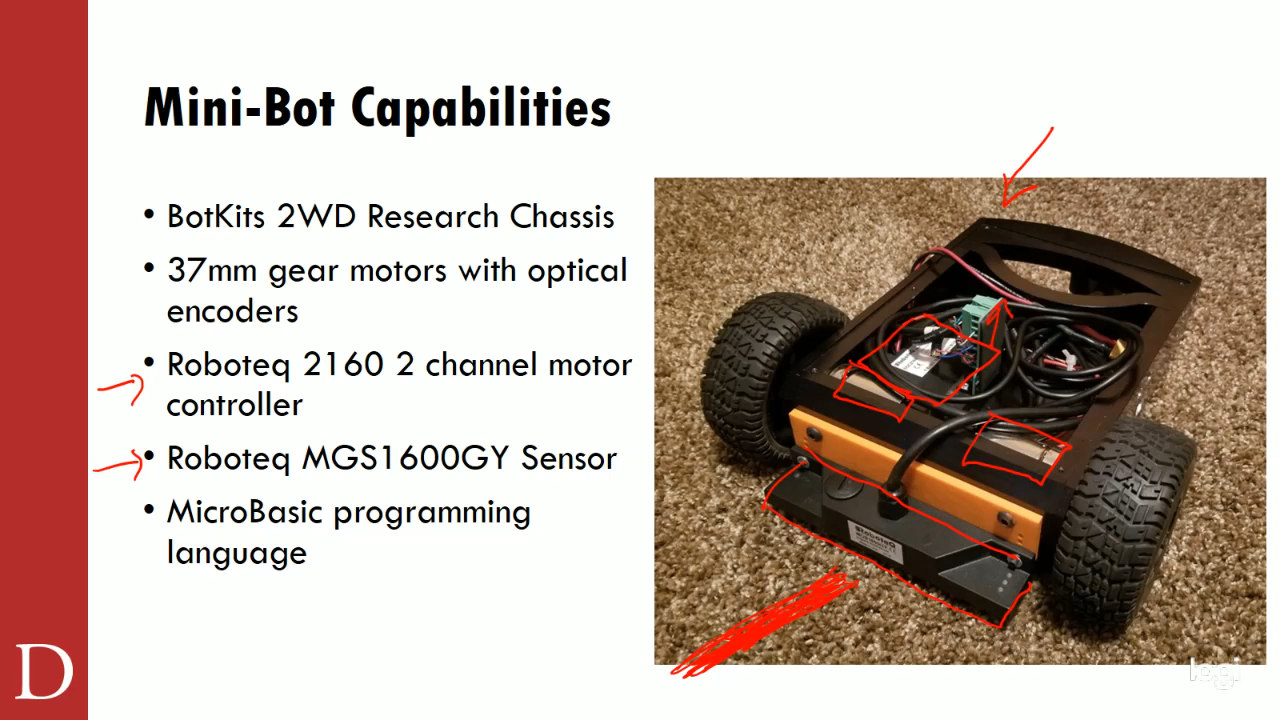 Mini-Bot Capabilities
• BotKits 2WD Research Chassis
• 37mm gear motors with optical
encoders
• Roboteq 2160 2 channel motor
controller
• Roboteq MGS1600GY Sensor
• MicroBasic programming
language
RoboteQ
D